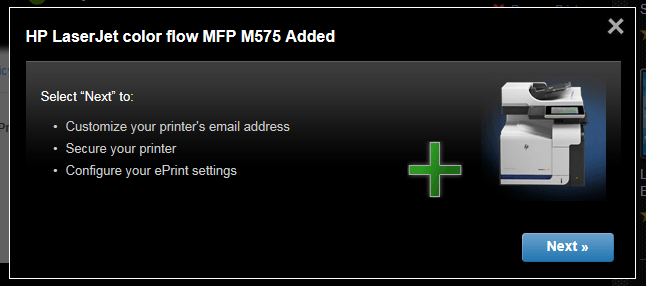 HP LaserJet color flow MFP M575 Added
Select “Next” to:
• Customize your printer's email address
• Secure your printer
• Configure your ePrint settings
Next »